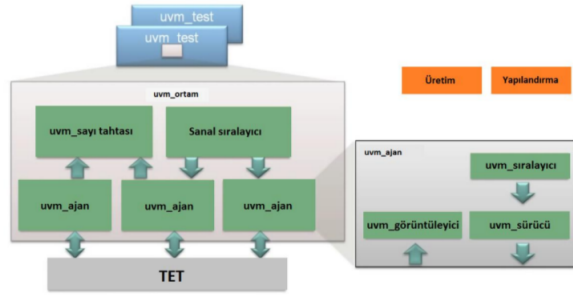 uvm_test
uvm_test
uvm_ortam
uvm_sayı tahtası
Sanal sıralayıcı
uvm_ajan
uvm_ajan
uvm_ajan
TET
Üretim
Yapılandırma
uvm_ajan
uvm_sıralayıcı
uvm_görüntüleyici
uvm_sürücü